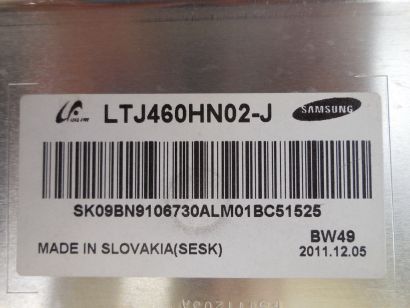 LTJ460HN02-J
SAMSUNG
SK09BN9106730ALM01BC51525
BW49
MADE IN SLOVAKIA(SESK)
2011.12.05